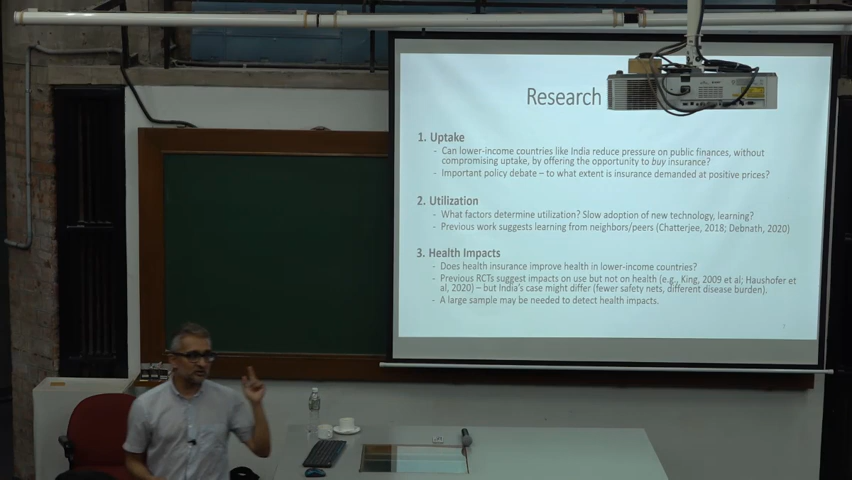 Research
1. Uptake
- Can lower-income countries like India reduce pressure on public finances, without
compromising uptake, by offering the opportunity to buy insurance?
- Important policy debate – to what extent is insurance demanded at positive prices?
2. Utilization
- What factors determine utilization? Slow adoption of new technology, learning?
- Previous work suggests learning from neighbors/peers (Chatterjee, 2018; Debnath, 2020)
3. Health Impacts
- Does health insurance improve health in lower-income countries?
- Previous RCTs suggest impacts on use but not on health (e.g., King, 2009 et al; Haushofer et
al, 2020) – but India's case might differ (fewer safety nets, different disease burden).
- A large sample may be needed to detect health impacts.